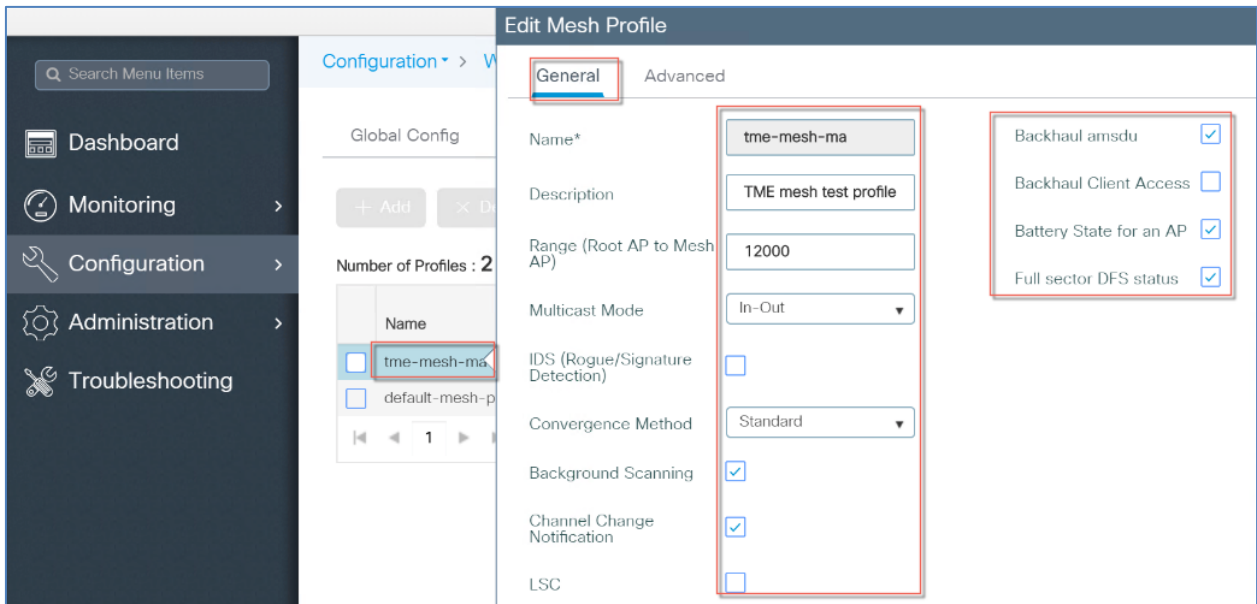 Edit Mesh Profile
Search Menu Items
Dashboard
Monitoring
Configuration
Administration
Troubleshooting
Configuration >
Global Config
+ Add
Number of Profiles : 2
Name
tme-mesh-ma
default-mesh-p
1
General
Advanced
Name*
tme-mesh-ma
Description
TME mesh test profile
Range (Root AP to Mesh
AP)
12000
Multicast Mode
In-Out
IDS (Rogue/Signature
Detection)
Convergence Method
Standard
Background Scanning
Channel Change
Notification
LSC
Backhaul amsdu
Backhaul Client Access
Battery State for an AP
Full sector DFS status